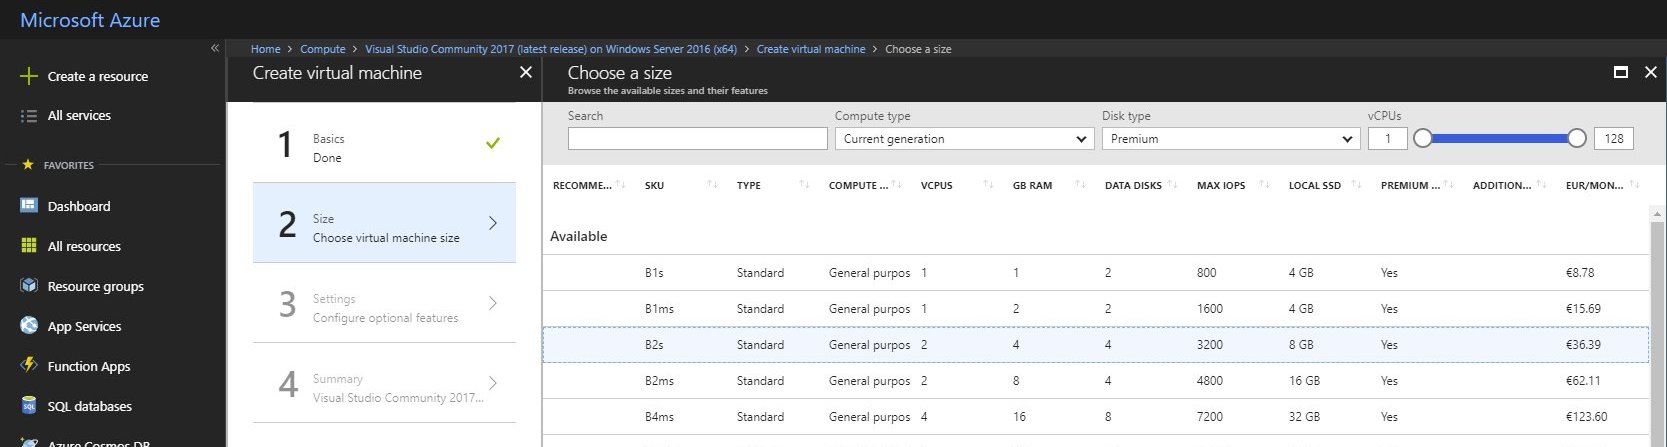 Microsoft Azure
«
Home > Compute > Visual Studio Community 2017 (latest release) on Windows Server 2016 (x64) > Create virtual machine > Choose a size
Create a resource
All services
FAVORITES
Dashboard
All resources
Resource groups
App Services
Function Apps
SQL databases
Azure Cosmos DB
Create virtual machine
1
Basics
Done
2
Size
Choose virtual machine size
3
Settings
Configure optional features
4
Summary
Visual Studio Community 2017...
Choose a size
Browse the available sizes and their features
Search Compute type Disk type vCPUs
Current generation Premium 1 128
RECOMME... SKU TYPE COMPUTE ... VCPUS GB RAM DATA DISKS MAX IOPS LOCAL SSD PREMIUM ... ADDITION... EUR/MON...
Available
B1s Standard General purpos 1 1 2 800 4 GB Yes €8.78
B1ms Standard General purpos 1 2 2 1600 4 GB Yes €15.69
B2s Standard General purpos 2 4 4 3200 8 GB Yes €36.39
B2ms Standard General purpos 2 8 4 4800 16 GB Yes €62.11
B4ms Standard General purpos 4 16 8 7200 32 GB Yes €123.60